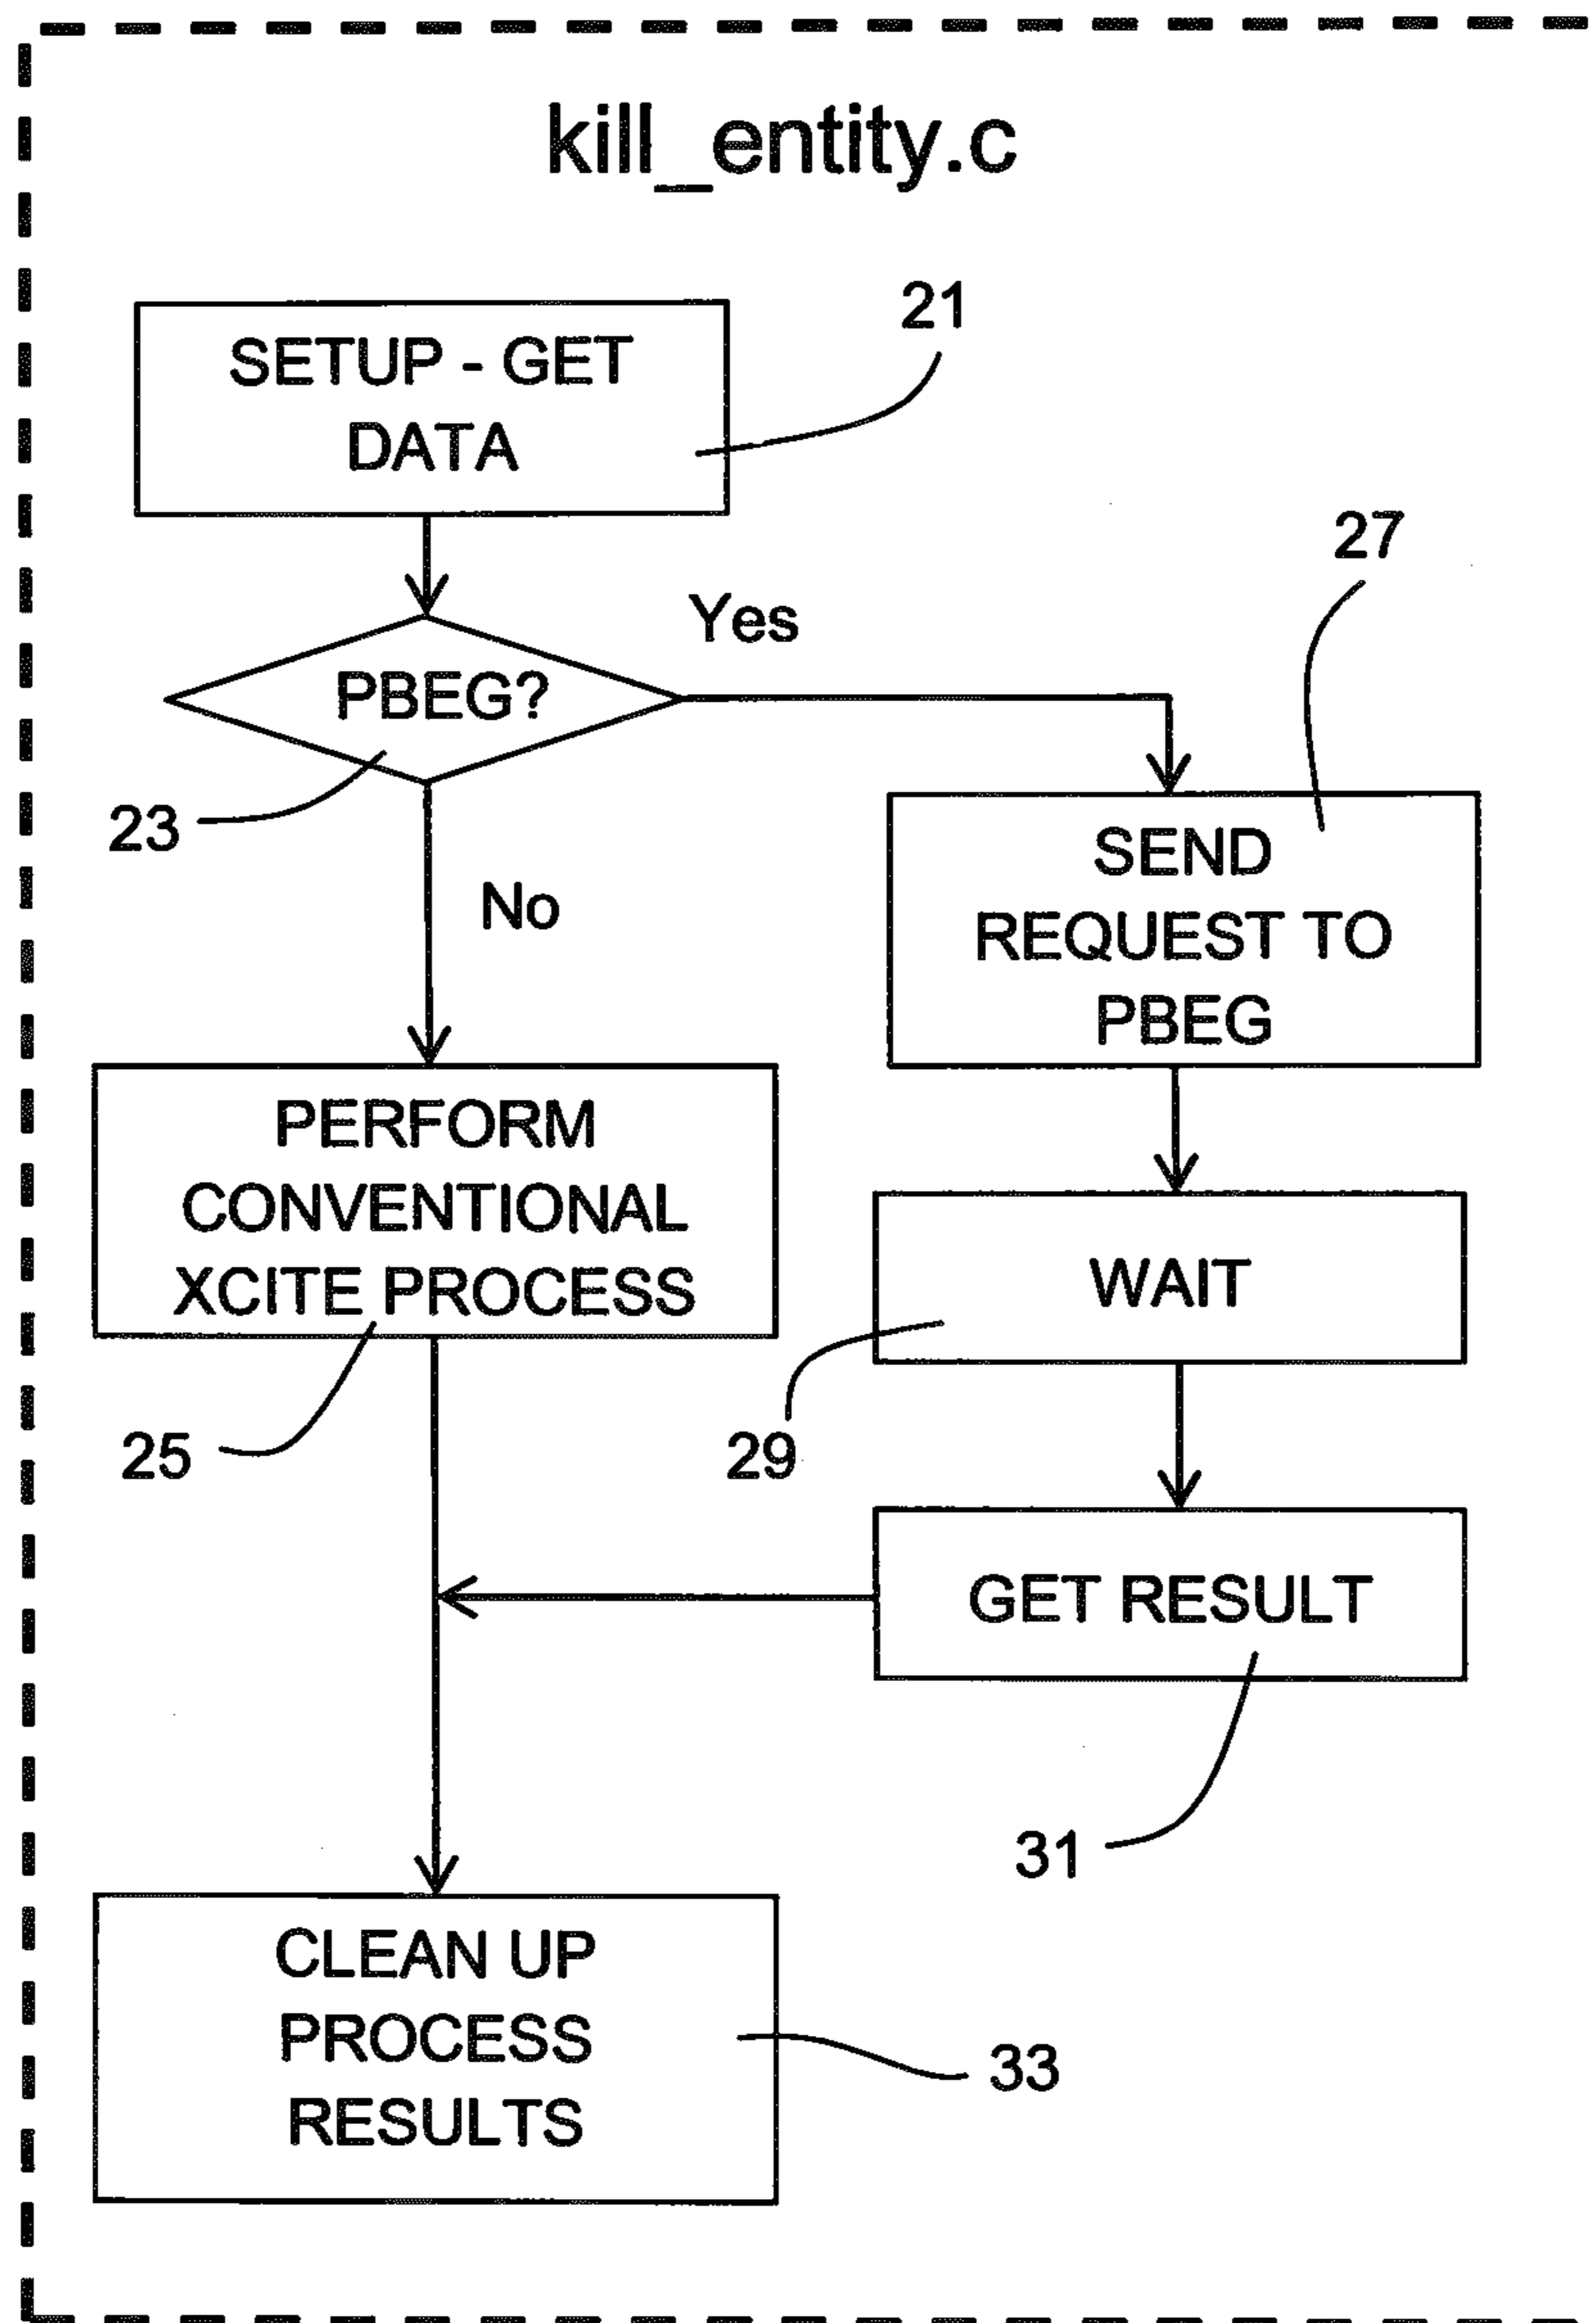 kill_entity.c
SETUP - GET
DATA
21
PBEG?
Yes
23
No
27
SEND
REQUEST TO
PBEG
PERFORM
CONVENTIONAL
XCITE PROCESS
25
WAIT
29
GET RESULT
31
CLEAN UP
PROCESS
RESULTS
33